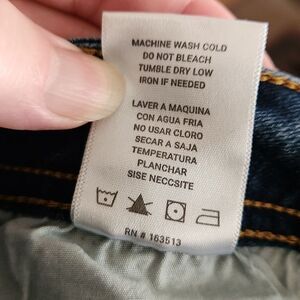 MACHINE WASH COLD
DO NOT BLEACH
TUMBLE DRY LOW
IRON IF NEEDED
LAVER A MAQUINA
CON AGUA FRIA
NO USAR CLORO
SECAR A SAJA
TEMPERATURA
PLANCHAR
SISE NECCSITE
RN # 163513